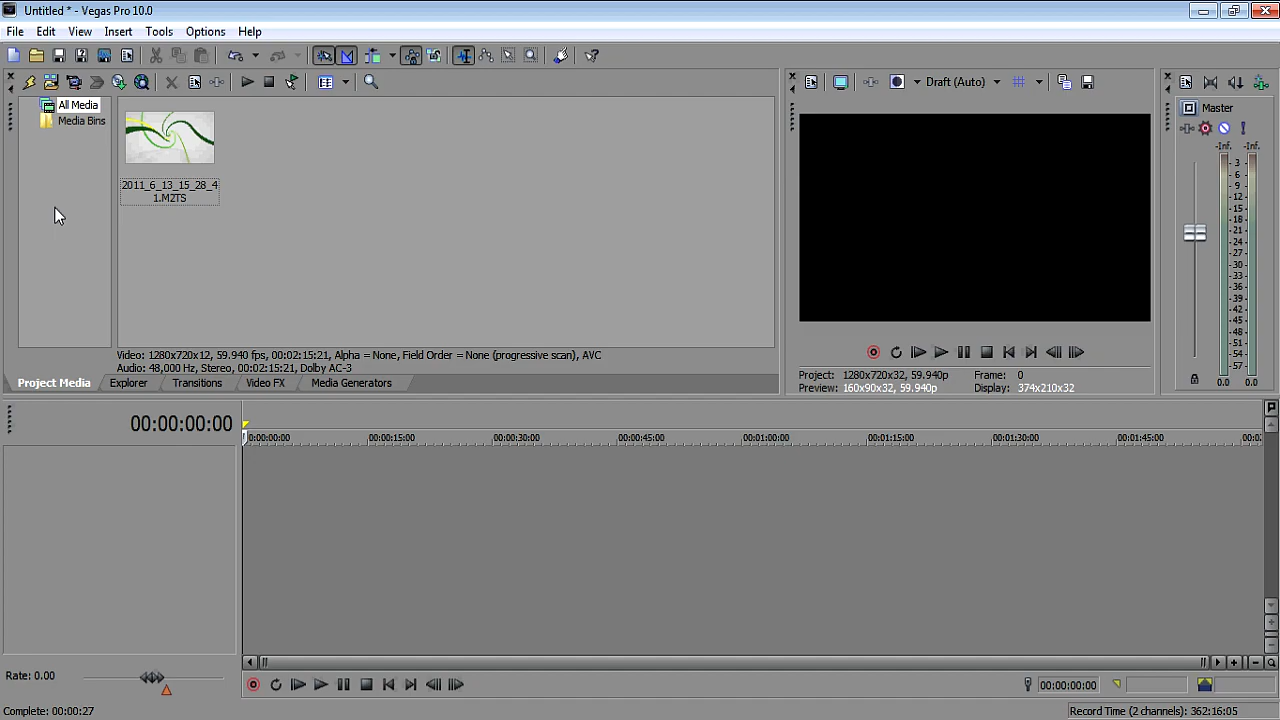 Untitled * - Vegas Pro 10.0
File Edit View Insert Tools Options Help
Draft (Auto)
All Media
Media Bins
Master
2011_6_13_15_28_4
1.M2TS
-Inf. -Inf.
3
6
9
12
15
18
21
24
27
30
33
36
39
42
45
48
51
54
57
0.0 0.0
Video: 1280x720x12, 59.940 fps, 00:02:15:21, Alpha = None, Field Order = None (progressive scan), AVC
Audio: 48,000 Hz, Stereo, 00:02:15:21, Dolby AC-3
Project Media Explorer Transitions Video FX Media Generators
Project: 1280x720x32, 59.940p Frame: 0
Preview: 160x90x32, 59.940p Display: 374x210x32
00:00:00:00
0:00:00:00 00:00:15:00 00:00:30:00 00:00:45:00 00:01:00:00 00:01:15:00 00:01:30:00 00:01:45:00
Rate: 0.00
00:00:00:00
Complete: 00:00:27
Record Time (2 channels): 362:16:05